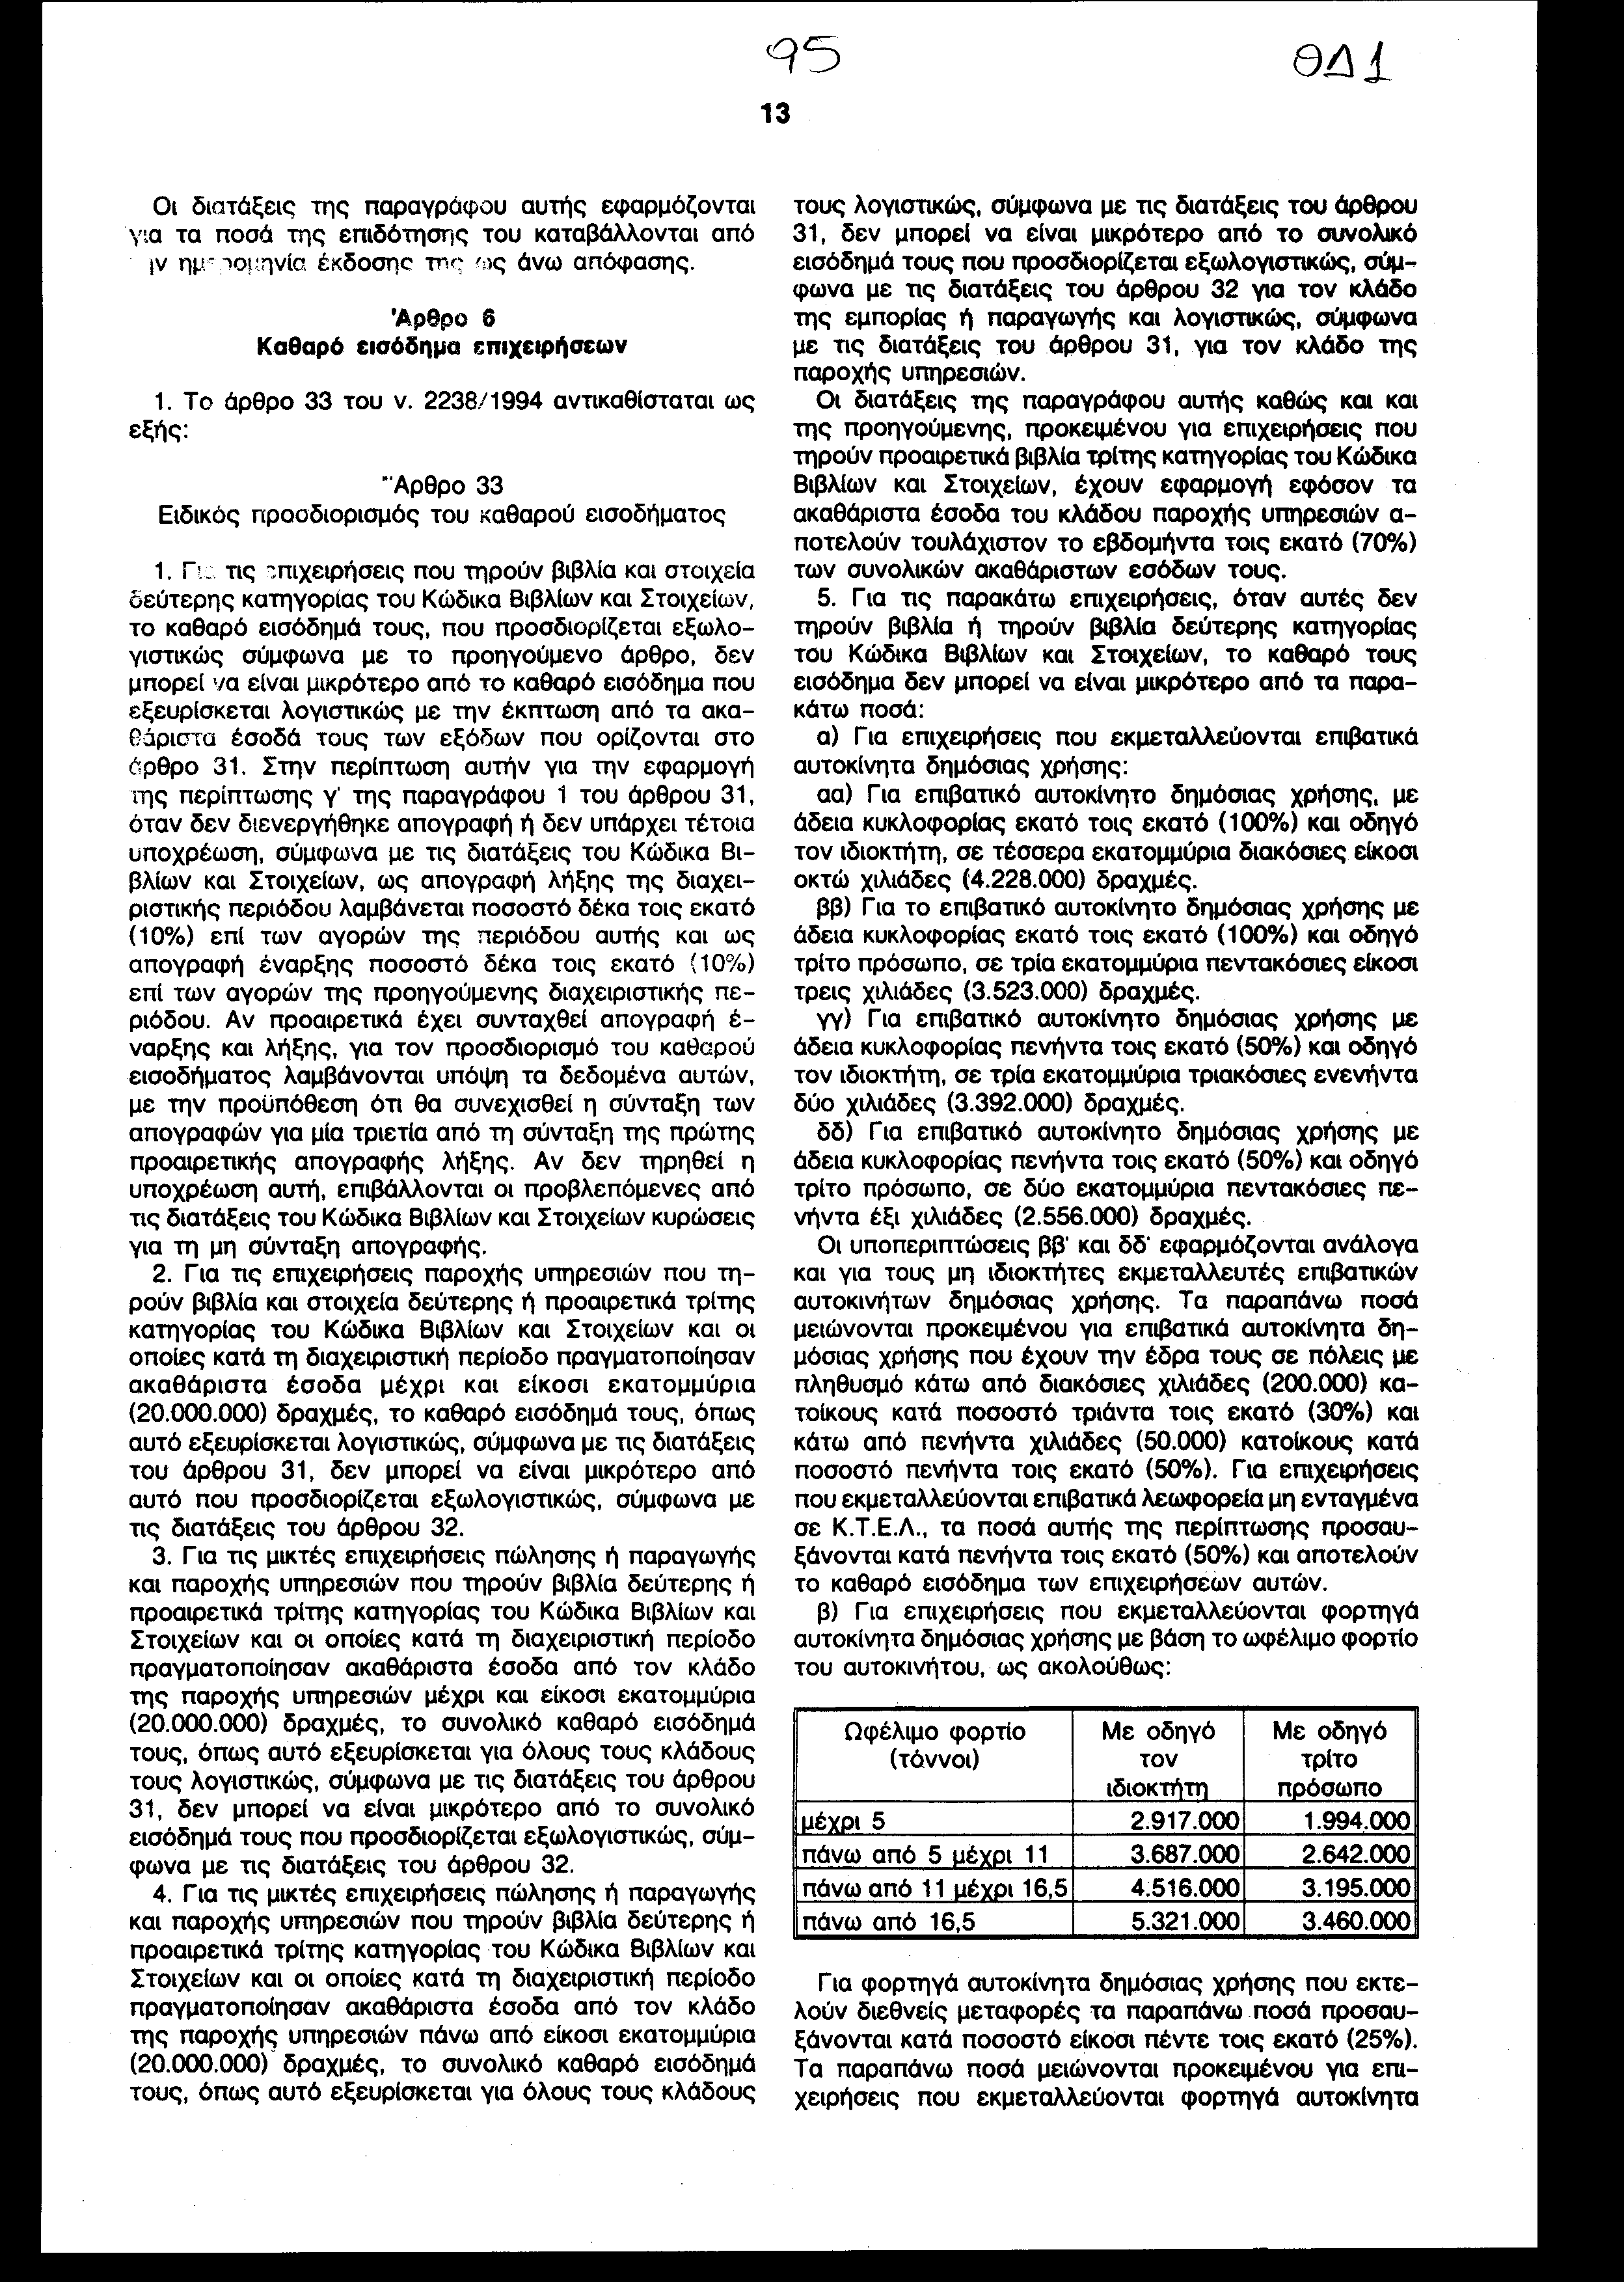 95
ΘΔ1
13
Οι διατάξεις της παραγράφου αυτής εφαρμόζονται
για τα ποσά της επιδότησης του καταβάλλονται από
έκδοσης της ως άνω απόφασης.
Άρθρο 6
Καθαρό εισόδημα επιχειρήσεων
1. Το άρθρο 33 του ν. 2238/1994 αντικαθίσταται ως
εξής:
"Άρθρο 33
Ειδικός προσδιορισμός του καθαρού εισοδήματος
1. Για τις επιχειρήσεις που τηρούν βιβλία και στοιχεία
δεύτερης κατηγορίας του Κώδικα Βιβλίων και Στοιχείων,
το καθαρό εισόδημά τους, που προσδιορίζεται εξωλο-
γιστικώς σύμφωνα με το προηγούμενο άρθρο, δεν
μπορεί να είναι μικρότερο από το καθαρό εισόδημα που
εξευρίσκεται λογιστικώς με την έκπτωση από τα ακα-
θάριστα έσοδά τους των εξόδων που ορίζονται στο
άρθρο 31. Στην περίπτωση αυτήν για την εφαρμογή
της περίπτωσης γ' της παραγράφου 1 του άρθρου 31,
όταν δεν διενεργήθηκε απογραφή ή δεν υπάρχει τέτοια
υποχρέωση, σύμφωνα με τις διατάξεις του Κώδικα Βι-
βλίων και Στοιχείων, ως απογραφή λήξης της διαχει-
ριστικής περιόδου λαμβάνεται ποσοστό δέκα τοις εκατό
(10%) επί των αγορών της περιόδου αυτής και ως
απογραφή έναρξης ποσοστό δέκα τοις εκατό (10%)
επί των αγορών της προηγούμενης διαχειριστικής πε-
ριόδου. Αν προαιρετικά έχει συνταχθεί απογραφή έ-
ναρξης και λήξης, για τον προσδιορισμό του καθαρού
εισοδήματος λαμβάνονται υπόψη τα δεδομένα αυτών,
με την προϋπόθεση ότι θα συνεχισθεί η σύνταξη των
απογραφών για μία τριετία από τη σύνταξη της πρώτης
προαιρετικής απογραφής λήξης. Αν δεν τηρηθεί η
υποχρέωση αυτή, επιβάλλονται οι προβλεπόμενες από
τις διατάξεις του Κώδικα Βιβλίων και Στοιχείων κυρώσεις
για τη μη σύνταξη απογραφής.
2. Για τις επιχειρήσεις παροχής υπηρεσιών που τη-
ρούν βιβλία και στοιχεία δεύτερης ή προαιρετικά τρίτης
κατηγορίας του Κώδικα Βιβλίων και Στοιχείων και οι
οποίες κατά τη διαχειριστική περίοδο πραγματοποίησαν
ακαθάριστα έσοδα μέχρι και είκοσι εκατομμύρια
(20.000.000) δραχμές, το καθαρό εισόδημά τους, όπως
αυτό εξευρίσκεται λογιστικώς, σύμφωνα με τις διατάξεις
του άρθρου 31, δεν μπορεί να είναι μικρότερο από
αυτό που προσδιορίζεται εξωλογιστικώς, σύμφωνα με
τις διατάξεις του άρθρου 32.
3. Για τις μικτές επιχειρήσεις πώλησης ή παραγωγής
και παροχής υπηρεσιών που τηρούν βιβλία δεύτερης ή
προαιρετικά τρίτης κατηγορίας του Κώδικα Βιβλίων και
Στοιχείων και οι οποίες κατά τη διαχειριστική περίοδο
πραγματοποίησαν ακαθάριστα έσοδα από τον κλάδο
της παροχής υπηρεσιών μέχρι και είκοσι εκατομμύρια
(20.000.000) δραχμές, το συνολικό καθαρό εισόδημά
τους, όπως αυτό εξευρίσκεται για όλους τους κλάδους
τους λογιστικώς, σύμφωνα με τις διατάξεις του άρθρου
31, δεν μπορεί να είναι μικρότερο από το συνολικό
εισόδημά τους που προσδιορίζεται εξωλογιστικώς, σύμ-
φωνα με τις διατάξεις του άρθρου 32.
4. Για τις μικτές επιχειρήσεις πώλησης ή παραγωγής
και παροχής υπηρεσιών που τηρούν βιβλία δεύτερης ή
προαιρετικά τρίτης κατηγορίας του Κώδικα Βιβλίων και
Στοιχείων και οι οποίες κατά τη διαχειριστική περίοδο
πραγματοποίησαν ακαθάριστα έσοδα από τον κλάδο
της παροχής υπηρεσιών πάνω από είκοσι εκατομμύρια
(20.000.000) δραχμές, το συνολικό καθαρό εισόδημά
τους, όπως αυτό εξευρίσκεται για όλους τους κλάδους
τους λογιστικώς, σύμφωνα με τις διατάξεις του άρθρου
31, δεν μπορεί να είναι μικρότερο από το συνολικό
εισόδημά τους που προσδιορίζεται εξωλογιστικώς, σύμ-
φωνα με τις διατάξεις του άρθρου 32 για τον κλάδο
της εμπορίας ή παραγωγής και λογιστικώς, σύμφωνα
με τις διατάξεις του άρθρου 31, για τον κλάδο της
παροχής υπηρεσιών.
Οι διατάξεις της παραγράφου αυτής καθώς και και
της προηγούμενης, προκειμένου για επιχειρήσεις που
τηρούν προαιρετικά βιβλία τρίτης κατηγορίας του Κώδικα
Βιβλίων και Στοιχείων, έχουν εφαρμογή εφόσον τα
ακαθάριστα έσοδα του κλάδου παροχής υπηρεσιών α-
ποτελούν τουλάχιστον το εβδομήντα τοις εκατό (70%)
των συνολικών ακαθάριστων εσόδων τους.
5. Για τις παρακάτω επιχειρήσεις, όταν αυτές δεν
τηρούν βιβλία ή τηρούν βιβλία δεύτερης κατηγορίας
του Κώδικα Βιβλίων και Στοιχείων, το καθαρό τους
εισόδημα δεν μπορεί να είναι μικρότερο από τα παρα-
κάτω ποσά:
α) Για επιχειρήσεις που εκμεταλλεύονται επιβατικά
αυτοκίνητα δημόσιας χρήσης:
αα) Για επιβατικό αυτοκίνητο δημόσιας χρήσης, με
άδεια κυκλοφορίας εκατό τοις εκατό (100%) και οδηγό
τον ιδιοκτήτη, σε τέσσερα εκατομμύρια διακόσιες είκοσι
οκτώ χιλιάδες (4.228.000) δραχμές.
ββ) Για το επιβατικό αυτοκίνητο δημόσιας χρήσης με
άδεια κυκλοφορίας εκατό τοις εκατό (100%) και οδηγό
τρίτο πρόσωπο, σε τρία εκατομμύρια πεντακόσιες είκοσι
τρεις χιλιάδες (3.523.000) δραχμές.
γγ) Για επιβατικό αυτοκίνητο δημόσιας χρήσης με
άδεια κυκλοφορίας πενήντα τοις εκατό (50%) και οδηγό
τον ιδιοκτήτη, σε τρία εκατομμύρια τριακόσιες ενενήντα
δύο χιλιάδες (3.392.000) δραχμές.
δδ) Για επιβατικό αυτοκίνητο δημόσιας χρήσης με
άδεια κυκλοφορίας πενήντα τοις εκατό (50%) και οδηγό
τρίτο πρόσωπο, σε δύο εκατομμύρια πεντακόσιες πε-
νήντα έξι χιλιάδες (2.556.000) δραχμές.
Οι υποπεριπτώσεις ββ' και δδ' εφαρμόζονται ανάλογα
και για τους μη ιδιοκτήτες εκμεταλλευτές επιβατικών
αυτοκινήτων δημόσιας χρήσης. Τα παραπάνω ποσά
μειώνονται προκειμένου για επιβατικά αυτοκίνητα δη-
μόσιας χρήσης που έχουν την έδρα τους σε πόλεις με
πληθυσμό κάτω από διακόσιες χιλιάδες (200.000) κα-
τοίκους κατά ποσοστό τριάντα τοις εκατό (30%) και
κάτω από πενήντα χιλιάδες (50.000) κατοίκους κατά
ποσοστό πενήντα τοις εκατό (50%). Για επιχειρήσεις
που εκμεταλλεύονται επιβατικά λεωφορεία μη ενταγμένα
σε Κ.Τ.Ε.Λ., τα ποσά αυτής της περίπτωσης προσαυ-
ξάνονται κατά πενήντα τοις εκατό (50%) και αποτελούν
το καθαρό εισόδημα των επιχειρήσεων αυτών.
β) Για επιχειρήσεις που εκμεταλλεύονται φορτηγά
αυτοκίνητα δημόσιας χρήσης με βάση το ωφέλιμο φορτίο
του αυτοκινήτου, ως ακολούθως:
Ωφέλιμο φορτίο Με οδηγό Με οδηγό
(τόννοι) τον τρίτο
ιδιοκτήτη πρόσωπο
μέχρι 5 2.917.000 1.994.000
πάνω από 5 μέχρι 11 3.687.000 2.642.000
πάνω από 11 μέχρι 16,5 4.516.000 3.195.000
πάνω από 16,5 5.321.000 3.460.000
Για φορτηγά αυτοκίνητα δημόσιας χρήσης που εκτε-
λούν διεθνείς μεταφορές τα παραπάνω ποσά προσαυ-
ξάνονται κατά ποσοστό είκοσι πέντε τοις εκατό (25%).
Τα παραπάνω ποσά μειώνονται προκειμένου για επι-
χειρήσεις που εκμεταλλεύονται φορτηγά αυτοκίνητα